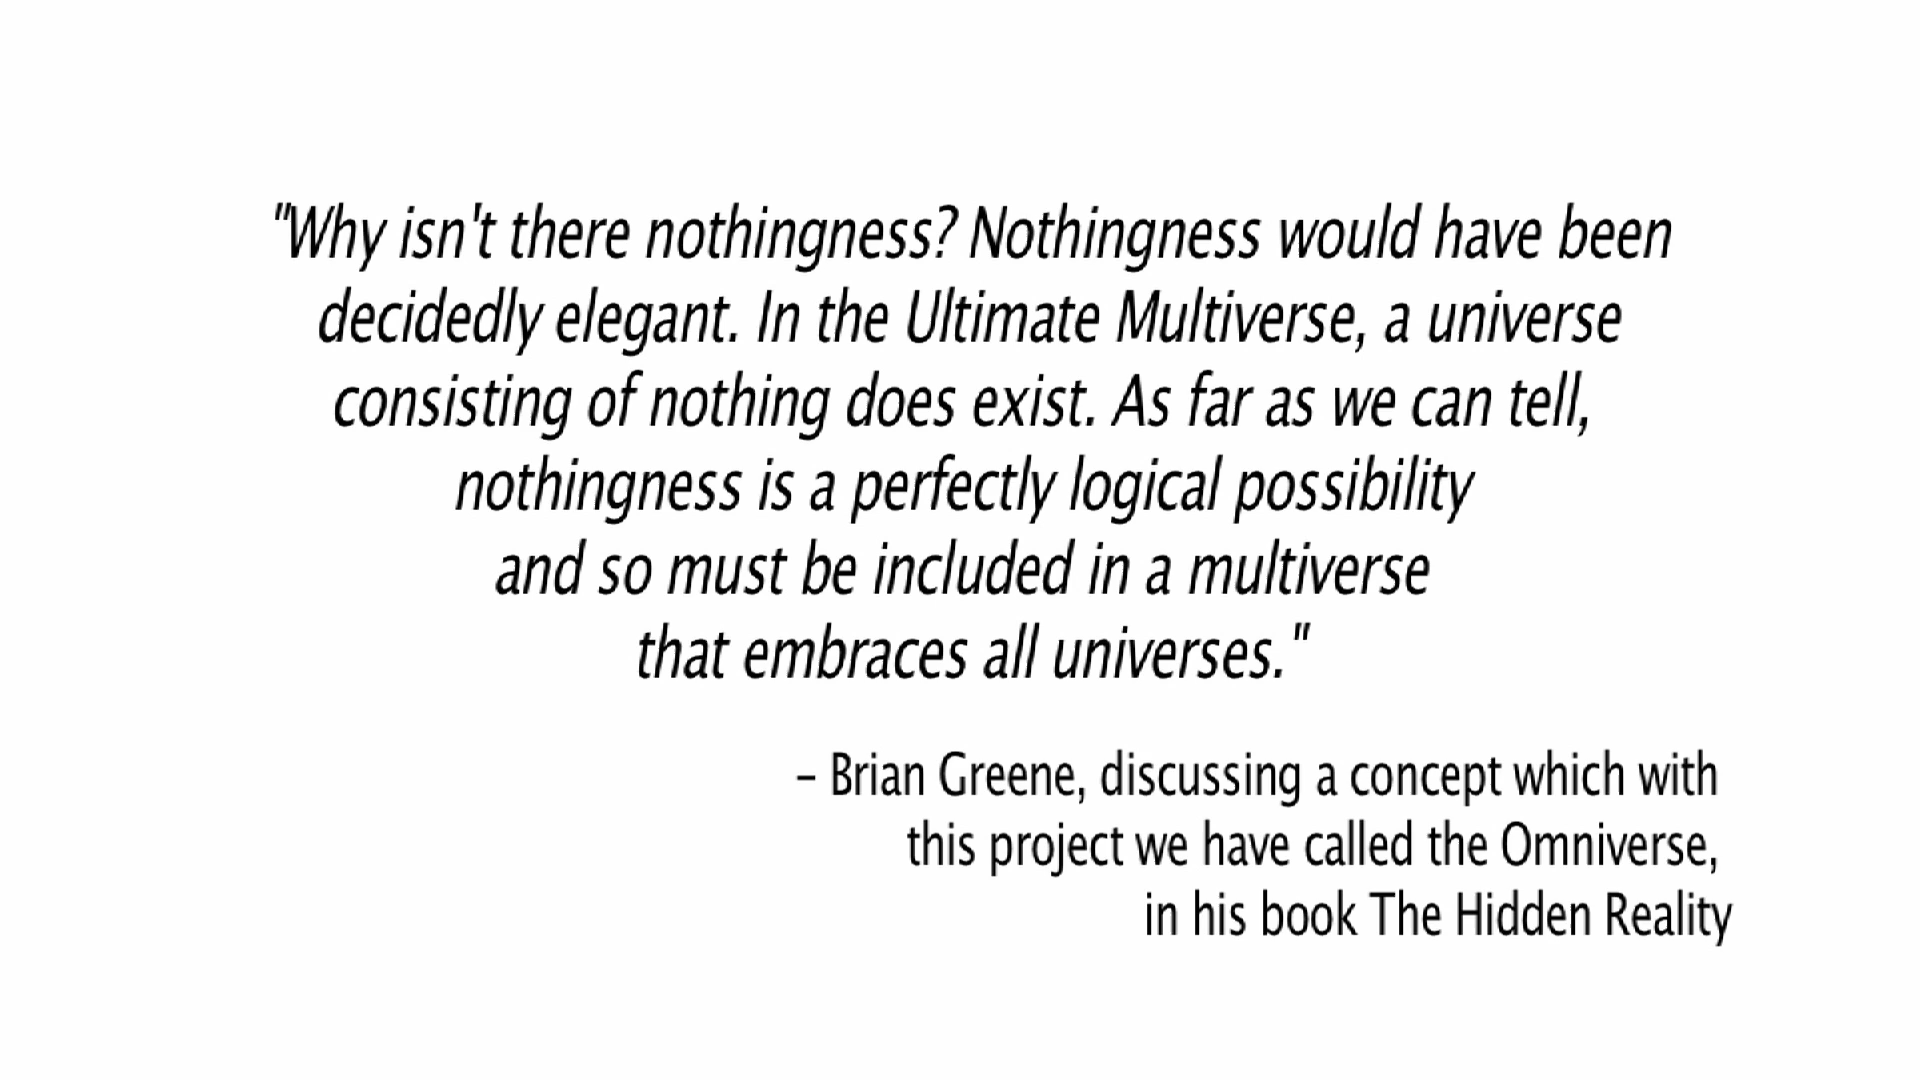 "Why isn't there nothingness? Nothingness would have been
decidedly elegant. In the Ultimate Multiverse, a universe
consisting of nothing does exist. As far as we can tell,
nothingness is a perfectly logical possibility
and so must be included in a multiverse
that embraces all universes."
– Brian Greene, discussing a concept which with
this project we have called the Omniverse,
in his book The Hidden Reality